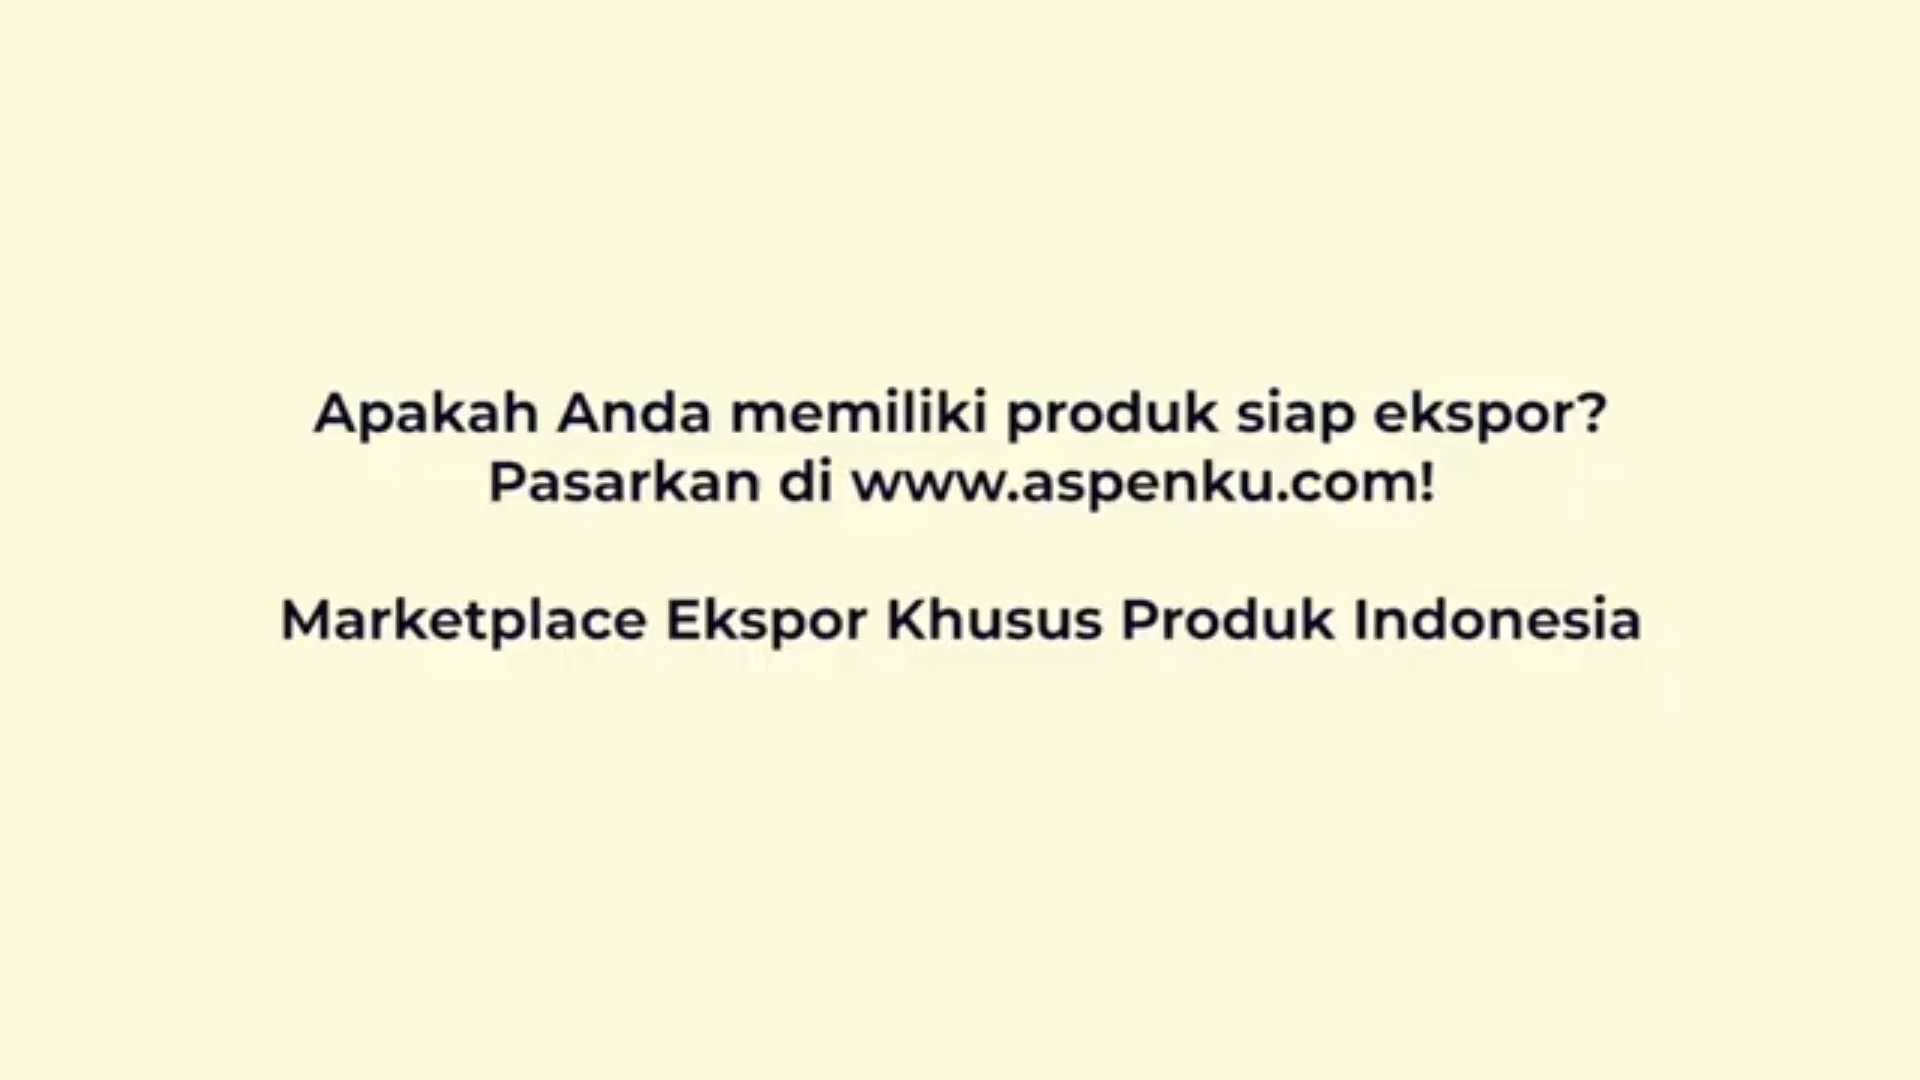 Apakah Anda memiliki produk siap ekspor?
Pasarkan di www.aspenku.com!
Marketplace Ekspor Khusus Produk Indonesia